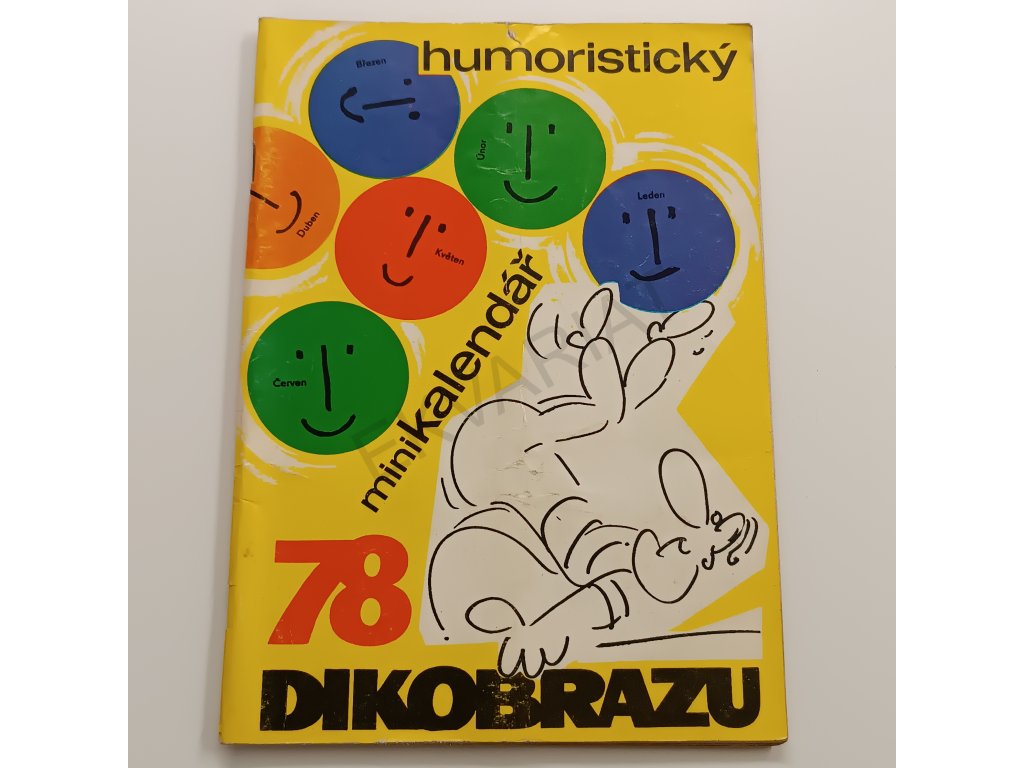 humoristický
Březen
Únor
Leden
Duben
Květen
Červen
minikalendář
78
DIKOBRAZU